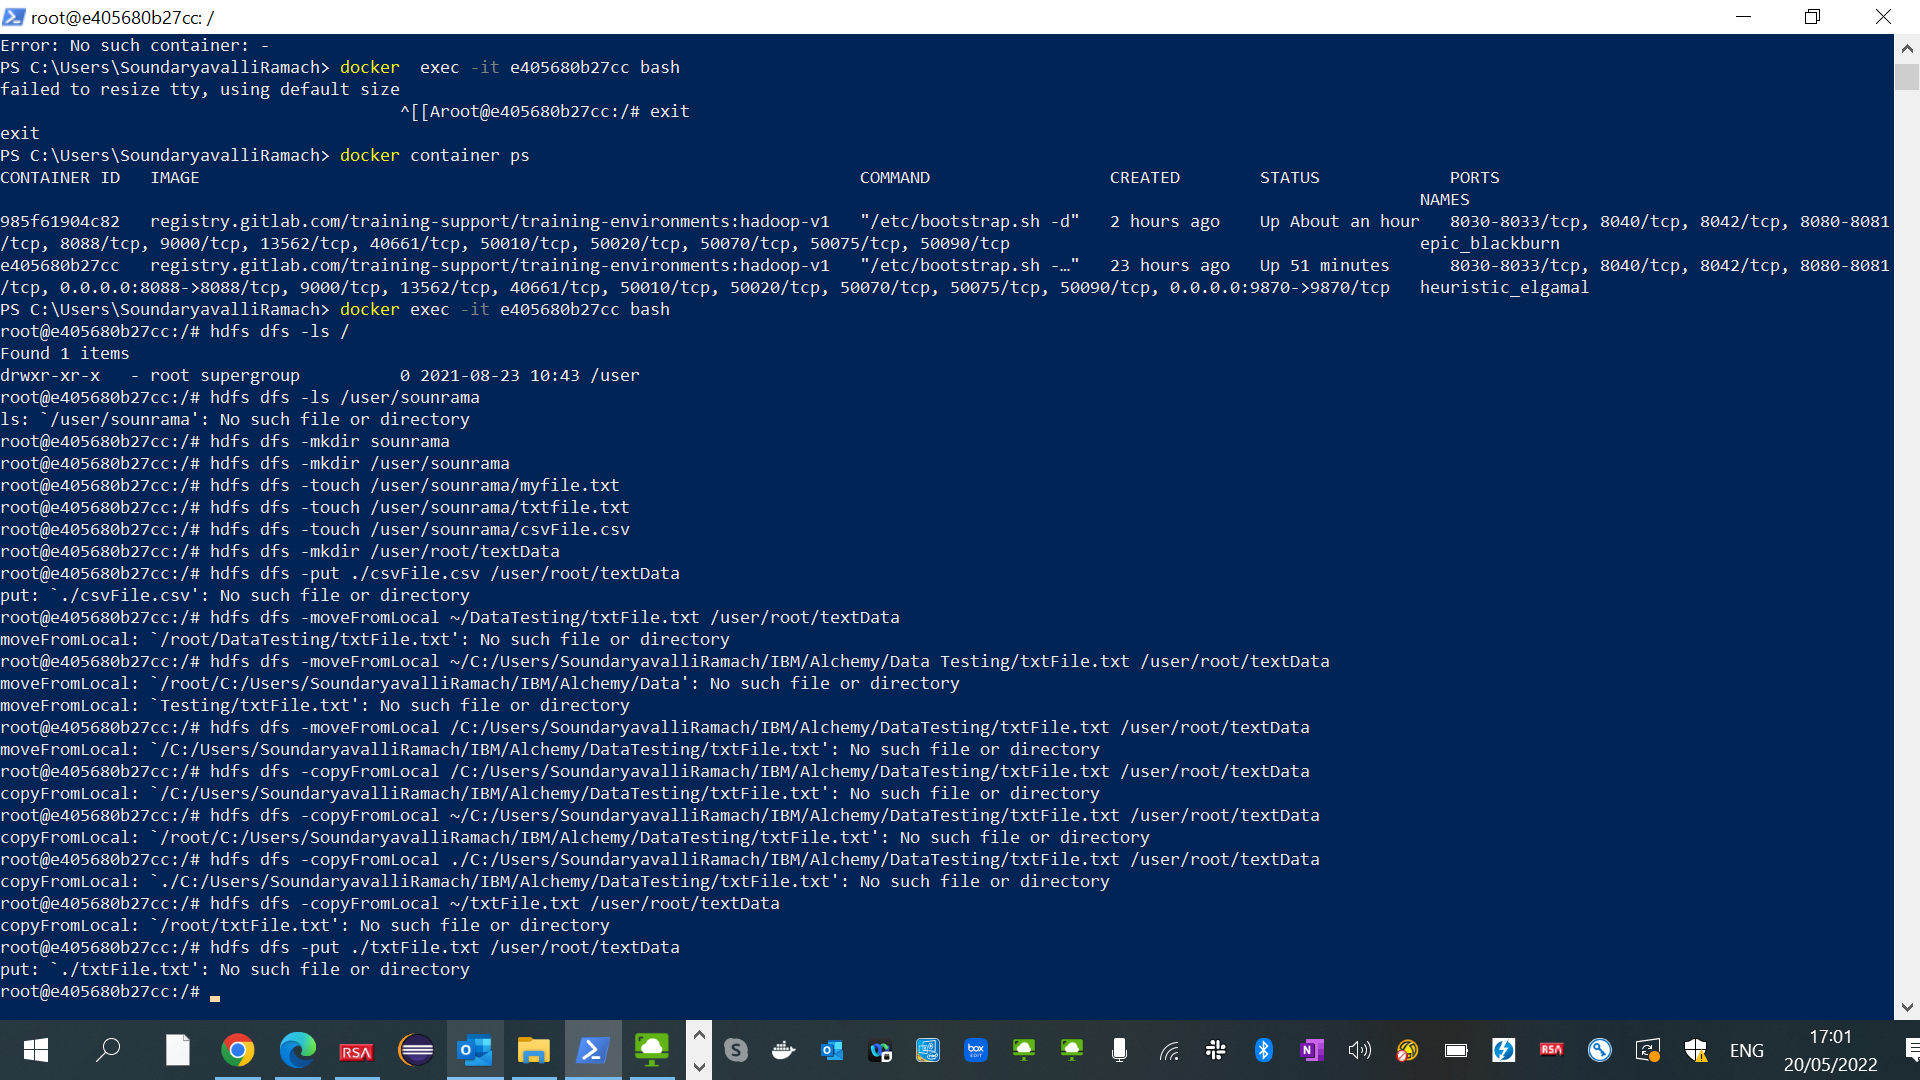 root@e405680b27cc: /
Error: No such container: -
PS C:\Users\SoundaryavalliRamach> docker  exec -it e405680b27cc bash
failed to resize tty, using default size
^[[Aroot@e405680b27cc:/# exit
exit
PS C:\Users\SoundaryavalliRamach> docker container ps
CONTAINER ID   IMAGE   COMMAND   CREATED   STATUS   PORTS
NAMES
985f61904c82   registry.gitlab.com/training-support/training-environments:hadoop-v1   "/etc/bootstrap.sh -d"   2 hours ago    Up About an hour   8030-8033/tcp, 8040/tcp, 8042/tcp, 8080-8081
/tcp, 8088/tcp, 9000/tcp, 13562/tcp, 40661/tcp, 50010/tcp, 50020/tcp, 50070/tcp, 50075/tcp, 50090/tcp   epic_blackburn
e405680b27cc   registry.gitlab.com/training-support/training-environments:hadoop-v1   "/etc/bootstrap.sh -…"   23 hours ago   Up 51 minutes      8030-8033/tcp, 8040/tcp, 8042/tcp, 8080-8081
/tcp, 0.0.0.0:8088->8088/tcp, 9000/tcp, 13562/tcp, 40661/tcp, 50010/tcp, 50020/tcp, 50070/tcp, 50075/tcp, 50090/tcp, 0.0.0.0:9870->9870/tcp   heuristic_elgamal
PS C:\Users\SoundaryavalliRamach> docker exec -it e405680b27cc bash
root@e405680b27cc:/# hdfs dfs -ls /
Found 1 items
drwxr-xr-x   - root supergroup          0 2021-08-23 10:43 /user
root@e405680b27cc:/# hdfs dfs -ls /user/sounrama
ls: `/user/sounrama': No such file or directory
root@e405680b27cc:/# hdfs dfs -mkdir sounrama
root@e405680b27cc:/# hdfs dfs -mkdir /user/sounrama
root@e405680b27cc:/# hdfs dfs -touch /user/sounrama/myfile.txt
root@e405680b27cc:/# hdfs dfs -touch /user/sounrama/txtfile.txt
root@e405680b27cc:/# hdfs dfs -touch /user/sounrama/csvFile.csv
root@e405680b27cc:/# hdfs dfs -mkdir /user/root/textData
root@e405680b27cc:/# hdfs dfs -put ./csvFile.csv /user/root/textData
put: `./csvFile.csv': No such file or directory
root@e405680b27cc:/# hdfs dfs -moveFromLocal ~/DataTesting/txtFile.txt /user/root/textData
moveFromLocal: `/root/DataTesting/txtFile.txt': No such file or directory
root@e405680b27cc:/# hdfs dfs -moveFromLocal ~/C:/Users/SoundaryavalliRamach/IBM/Alchemy/Data Testing/txtFile.txt /user/root/textData
moveFromLocal: `/root/C:/Users/SoundaryavalliRamach/IBM/Alchemy/Data': No such file or directory
moveFromLocal: `Testing/txtFile.txt': No such file or directory
root@e405680b27cc:/# hdfs dfs -moveFromLocal /C:/Users/SoundaryavalliRamach/IBM/Alchemy/DataTesting/txtFile.txt /user/root/textData
moveFromLocal: `/C:/Users/SoundaryavalliRamach/IBM/Alchemy/DataTesting/txtFile.txt': No such file or directory
root@e405680b27cc:/# hdfs dfs -copyFromLocal /C:/Users/SoundaryavalliRamach/IBM/Alchemy/DataTesting/txtFile.txt /user/root/textData
copyFromLocal: `/C:/Users/SoundaryavalliRamach/IBM/Alchemy/DataTesting/txtFile.txt': No such file or directory
root@e405680b27cc:/# hdfs dfs -copyFromLocal ~/C:/Users/SoundaryavalliRamach/IBM/Alchemy/DataTesting/txtFile.txt /user/root/textData
copyFromLocal: `/root/C:/Users/SoundaryavalliRamach/IBM/Alchemy/DataTesting/txtFile.txt': No such file or directory
root@e405680b27cc:/# hdfs dfs -copyFromLocal ./C:/Users/SoundaryavalliRamach/IBM/Alchemy/DataTesting/txtFile.txt /user/root/textData
copyFromLocal: `./C:/Users/SoundaryavalliRamach/IBM/Alchemy/DataTesting/txtFile.txt': No such file or directory
root@e405680b27cc:/# hdfs dfs -copyFromLocal ~/txtFile.txt /user/root/textData
copyFromLocal: `/root/txtFile.txt': No such file or directory
root@e405680b27cc:/# hdfs dfs -put ./txtFile.txt /user/root/textData
put: `./txtFile.txt': No such file or directory
root@e405680b27cc:/#
RSA
box
RSA
ENG
17:01
20/05/2022